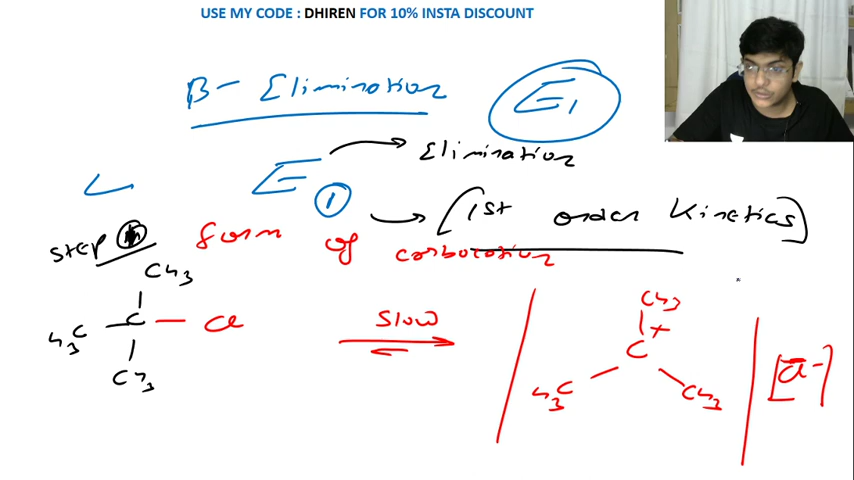 USE MY CODE : DHIREN FOR 10% INSTA DISCOUNT
β- Elimination E1
E → Elimination
1 → [1st order Kinetics]
Step 1 form of carbocation
CH3
H3C - C - Cl
CH3
Slow
CH3
C+
H3C CH3
[Cl-]